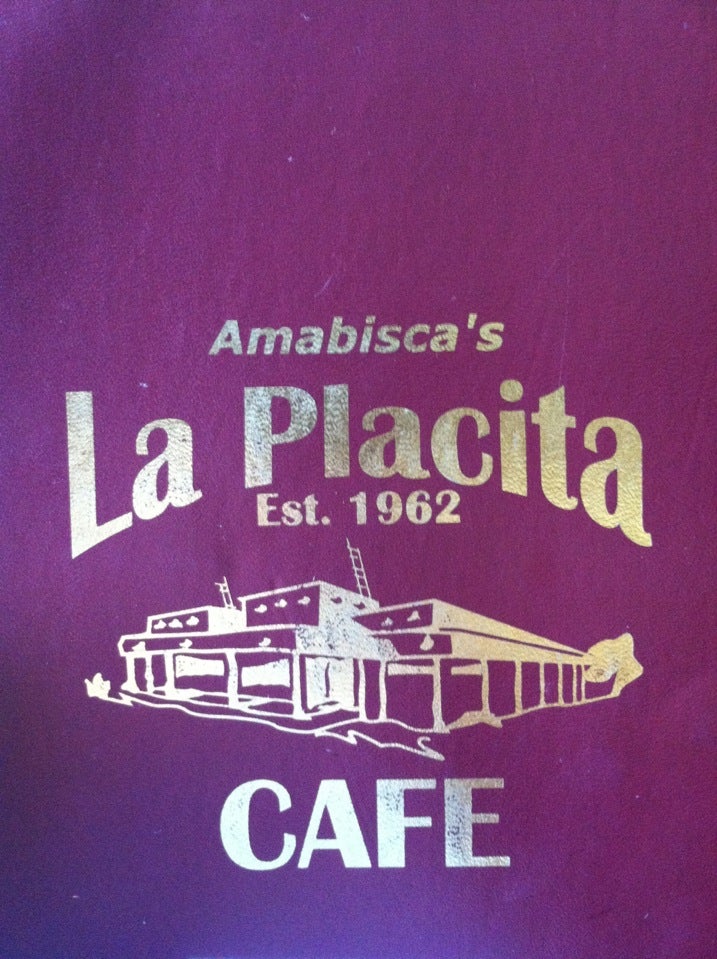 Amabisca's
La Placita
Est. 1962
CAFE